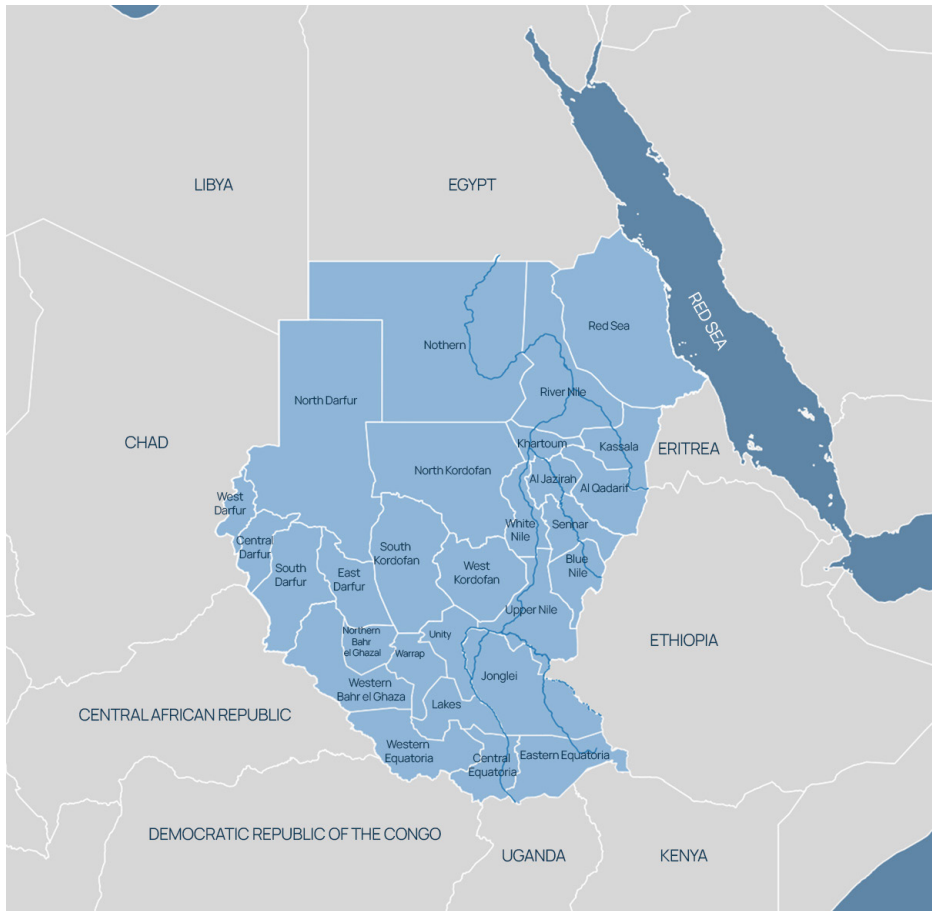 LIBYA
EGYPT
RED SEA
Red Sea
Nothern
River Nile
North Darfur
CHAD
Khartoum
Kassala
ERITREA
North Kordofan
Al Jazirah
Al Qadarif
West
Darfur
White
Nile
Sennar
Central
Darfur
South
Darfur
East
Darfur
South
Kordofan
West
Kordofan
Blue
Nile
Upper Nile
ETHIOPIA
Northern
Bahr
el Ghazal
Warrap
Unity
Jonglei
Western
Bahr el Ghaza
Lakes
CENTRAL AFRICAN REPUBLIC
Western
Equatoria
Central
Equatoria
Eastern Equatoria
DEMOCRATIC REPUBLIC OF THE CONGO
UGANDA
KENYA